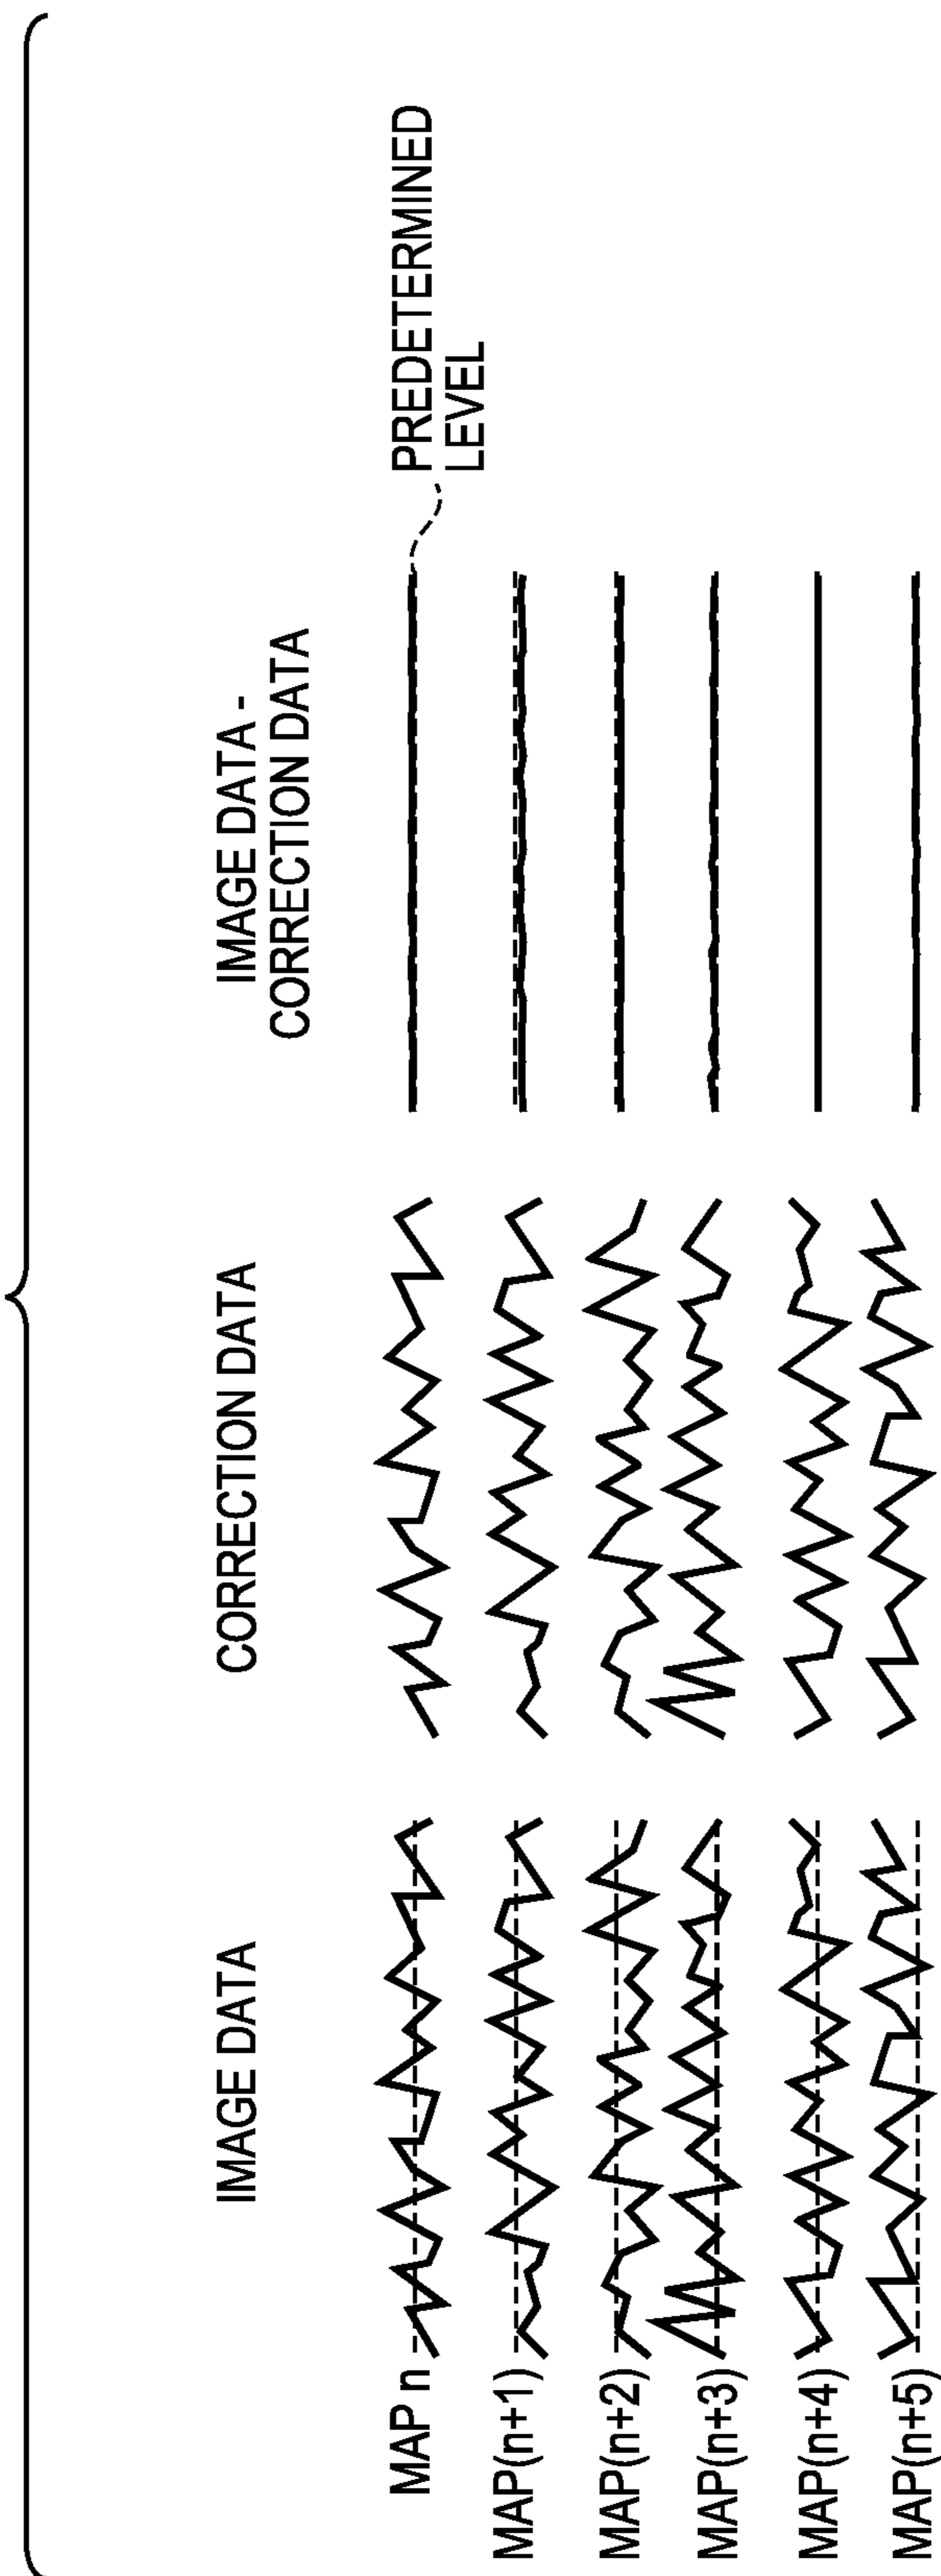 IMAGE DATA
CORRECTION DATA
IMAGE DATA -
CORRECTION DATA
MAP n
PREDETERMINED
LEVEL
MAP(n+1)
MAP(n+2)
MAP(n+3)
MAP(n+4)
MAP(n+5)